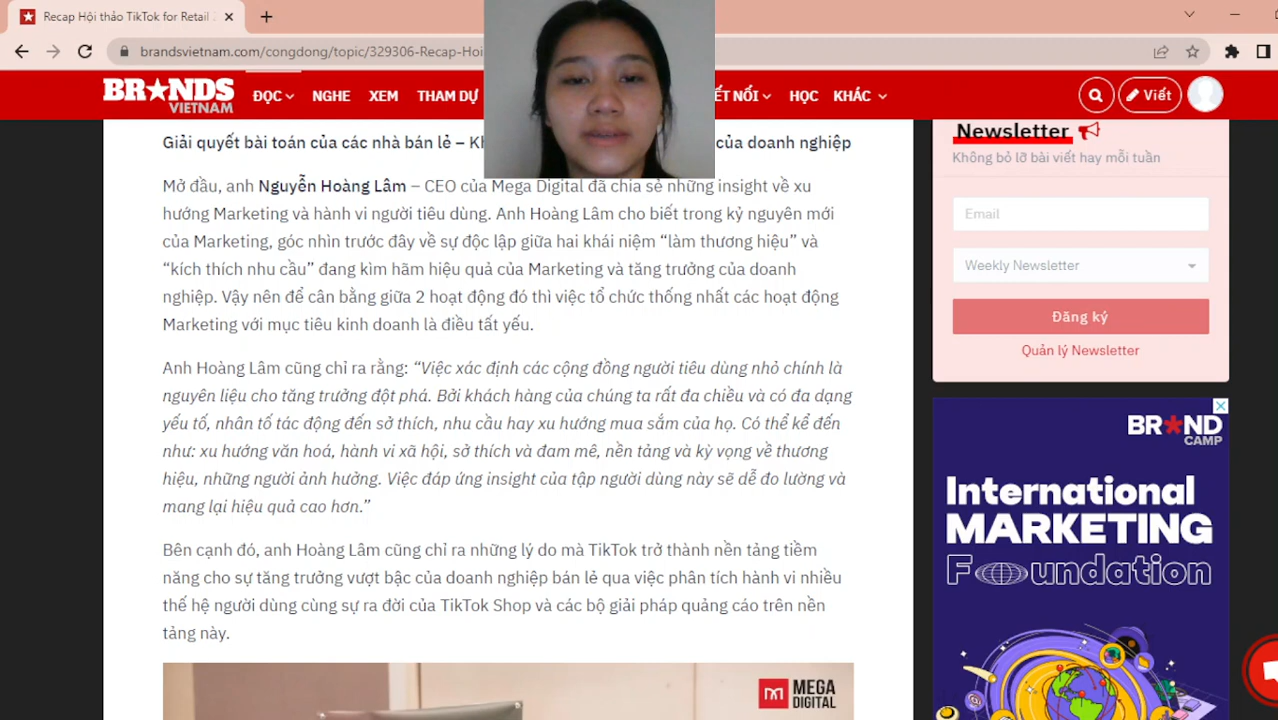 Recap Hội thảo TikTok for Retail
brandsvietnam.com/congdong/topic/329306-Recap-Hoi
BRANDS
VIETNAM
ĐỌC
NGHE
XEM
THAM DỰ
ẾT NỐI
HỌC
KHÁC
Viết
Giải quyết bài toán của các nhà bán lẻ – Kh
của doanh nghiệp
Mở đầu, anh Nguyễn Hoàng Lâm – CEO của Mega Digital đã chia sẻ những insight về xu
hướng Marketing và hành vi người tiêu dùng. Anh Hoàng Lâm cho biết trong kỷ nguyên mới
của Marketing, góc nhìn trước đây về sự độc lập giữa hai khái niệm “làm thương hiệu” và
“kích thích nhu cầu” đang kìm hãm hiệu quả của Marketing và tăng trưởng của doanh
nghiệp. Vậy nên để cân bằng giữa 2 hoạt động đó thì việc tổ chức thống nhất các hoạt động
Marketing với mục tiêu kinh doanh là điều tất yếu.
Anh Hoàng Lâm cũng chỉ ra rằng: “Việc xác định các cộng đồng người tiêu dùng nhỏ chính là
nguyên liệu cho tăng trưởng đột phá. Bởi khách hàng của chúng ta rất đa chiều và có đa dạng
yếu tố, nhân tố tác động đến sở thích, nhu cầu hay xu hướng mua sắm của họ. Có thể kể đến
như: xu hướng văn hoá, hành vi xã hội, sở thích và đam mê, nền tảng và kỳ vọng về thương
hiệu, những người ảnh hưởng. Việc đáp ứng insight của tập người dùng này sẽ dễ đo lường và
mang lại hiệu quả cao hơn.”
Bên cạnh đó, anh Hoàng Lâm cũng chỉ ra những lý do mà TikTok trở thành nền tảng tiềm
năng cho sự tăng trưởng vượt bậc của doanh nghiệp bán lẻ qua việc phân tích hành vi nhiều
thế hệ người dùng cùng sự ra đời của TikTok Shop và các bộ giải pháp quảng cáo trên nền
tảng này.
MEGA
DIGITAL
Newsletter
Không bỏ lỡ bài viết hay mỗi tuần
Email
Weekly Newsletter
Đăng ký
Quản lý Newsletter
BRAND
CAMP
International
MARKETING
Foundation